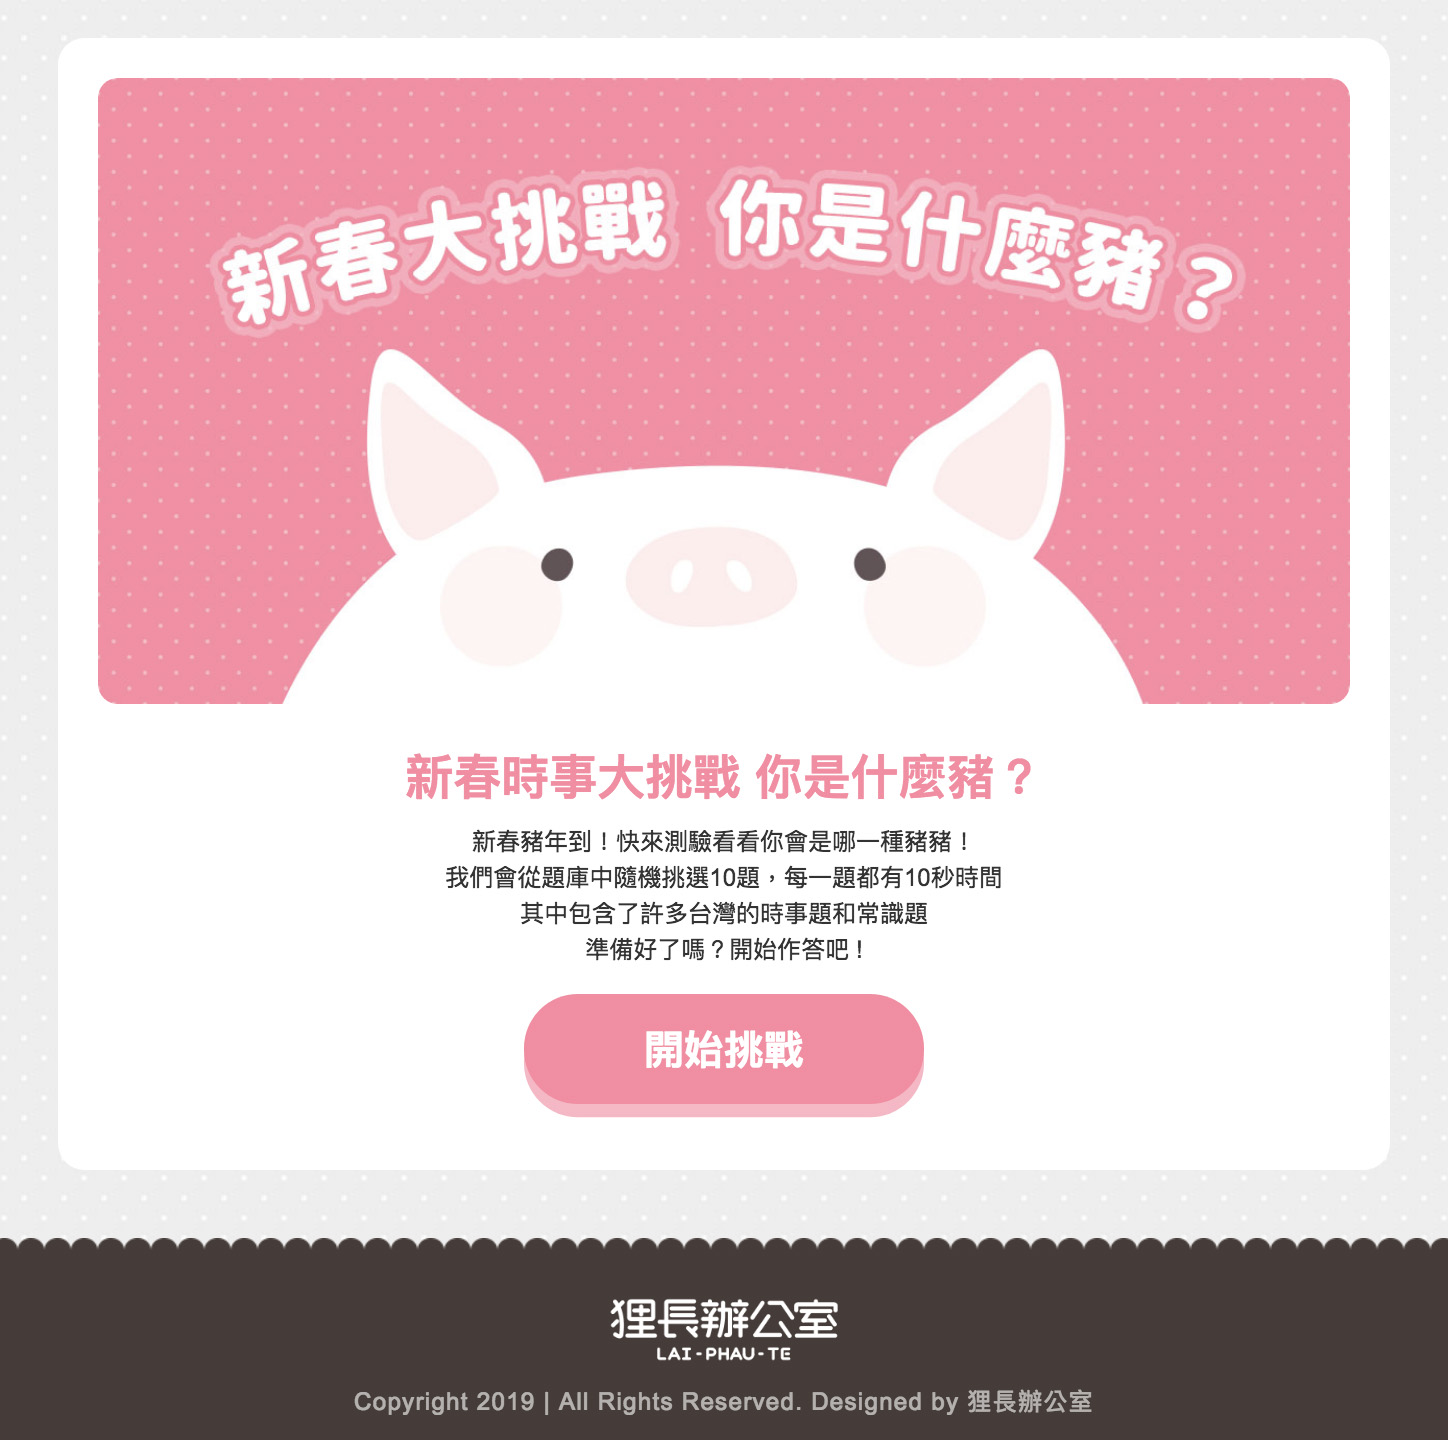 新春大挑戰 你是什麼豬？
新春時事大挑戰 你是什麼豬？
新春豬年到！快來測驗看看你會是哪一種豬豬！
我們會從題庫中隨機挑選10題，每一題都有10秒時間
其中包含了許多台灣的時事題和常識題
準備好了嗎？開始作答吧！
開始挑戰
狸長辦公室
LAI-PHAU-TE
Copyright 2019 | All Rights Reserved. Designed by 狸長辦公室